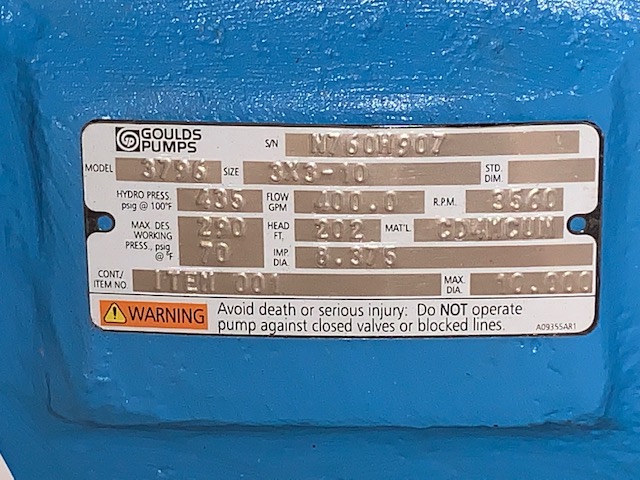 GOULDS PUMPS
S/N N760H907
MODEL 3796 SIZE 3X3-10 STD. DIM.
HYDRO PRESS. psig @ 100°F 435 FLOW GPM 400.0 R.P.M. 3560
MAX. DES. WORKING PRESS., psig @ °F 290 70 HEAD FT. 202 MAT'L. CD4MCUN
IMP. DIA. 8.375
CONT/ ITEM NO. ITEM 001 MAX. DIA. 10.000
WARNING Avoid death or serious injury: Do NOT operate
pump against closed valves or blocked lines. A09355AR1